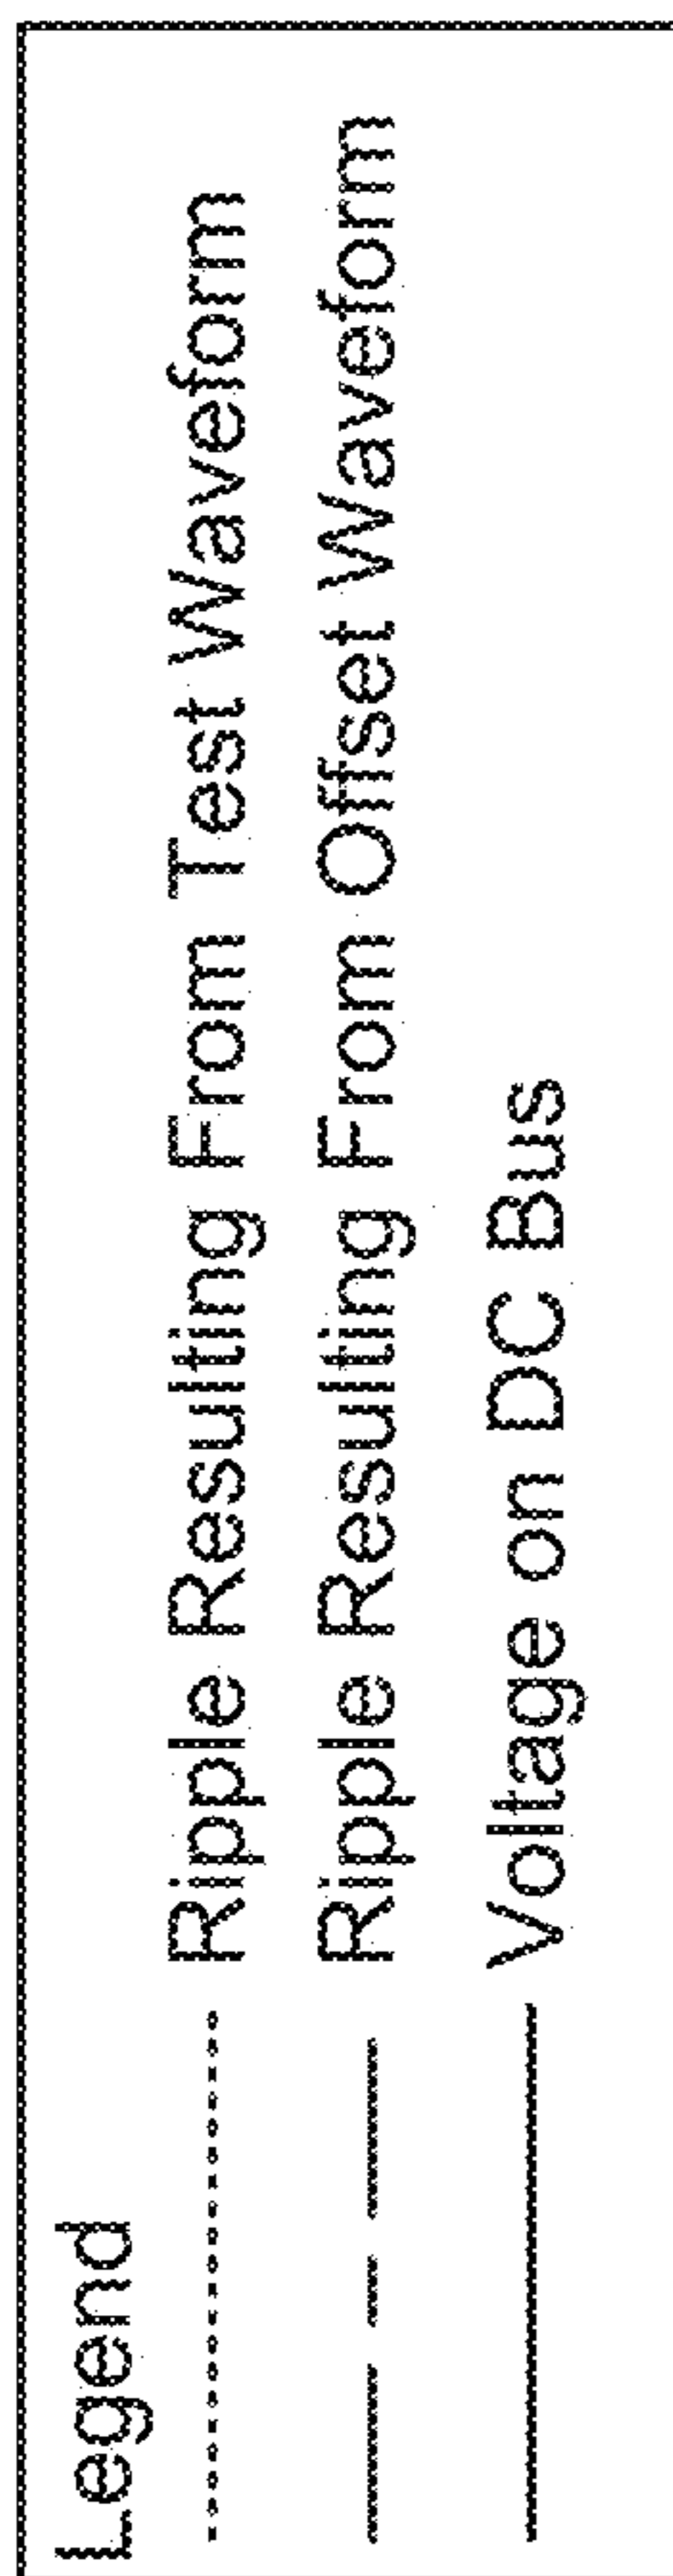 Legend
Ripple Resulting From Test Waveform
Ripple Resulting From Offset Waveform
Voltage on DC Bus